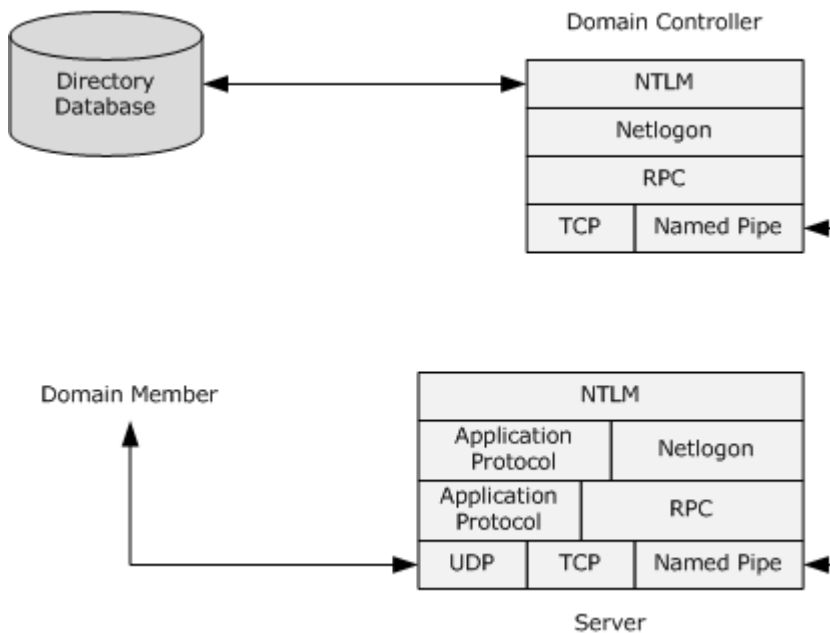 Domain Controller
Directory
Database
NTLM
Netlogon
RPC
TCP
Named Pipe
Domain Member
NTLM
Application
Protocol
Netlogon
Application
Protocol
RPC
UDP
TCP
Named Pipe
Server